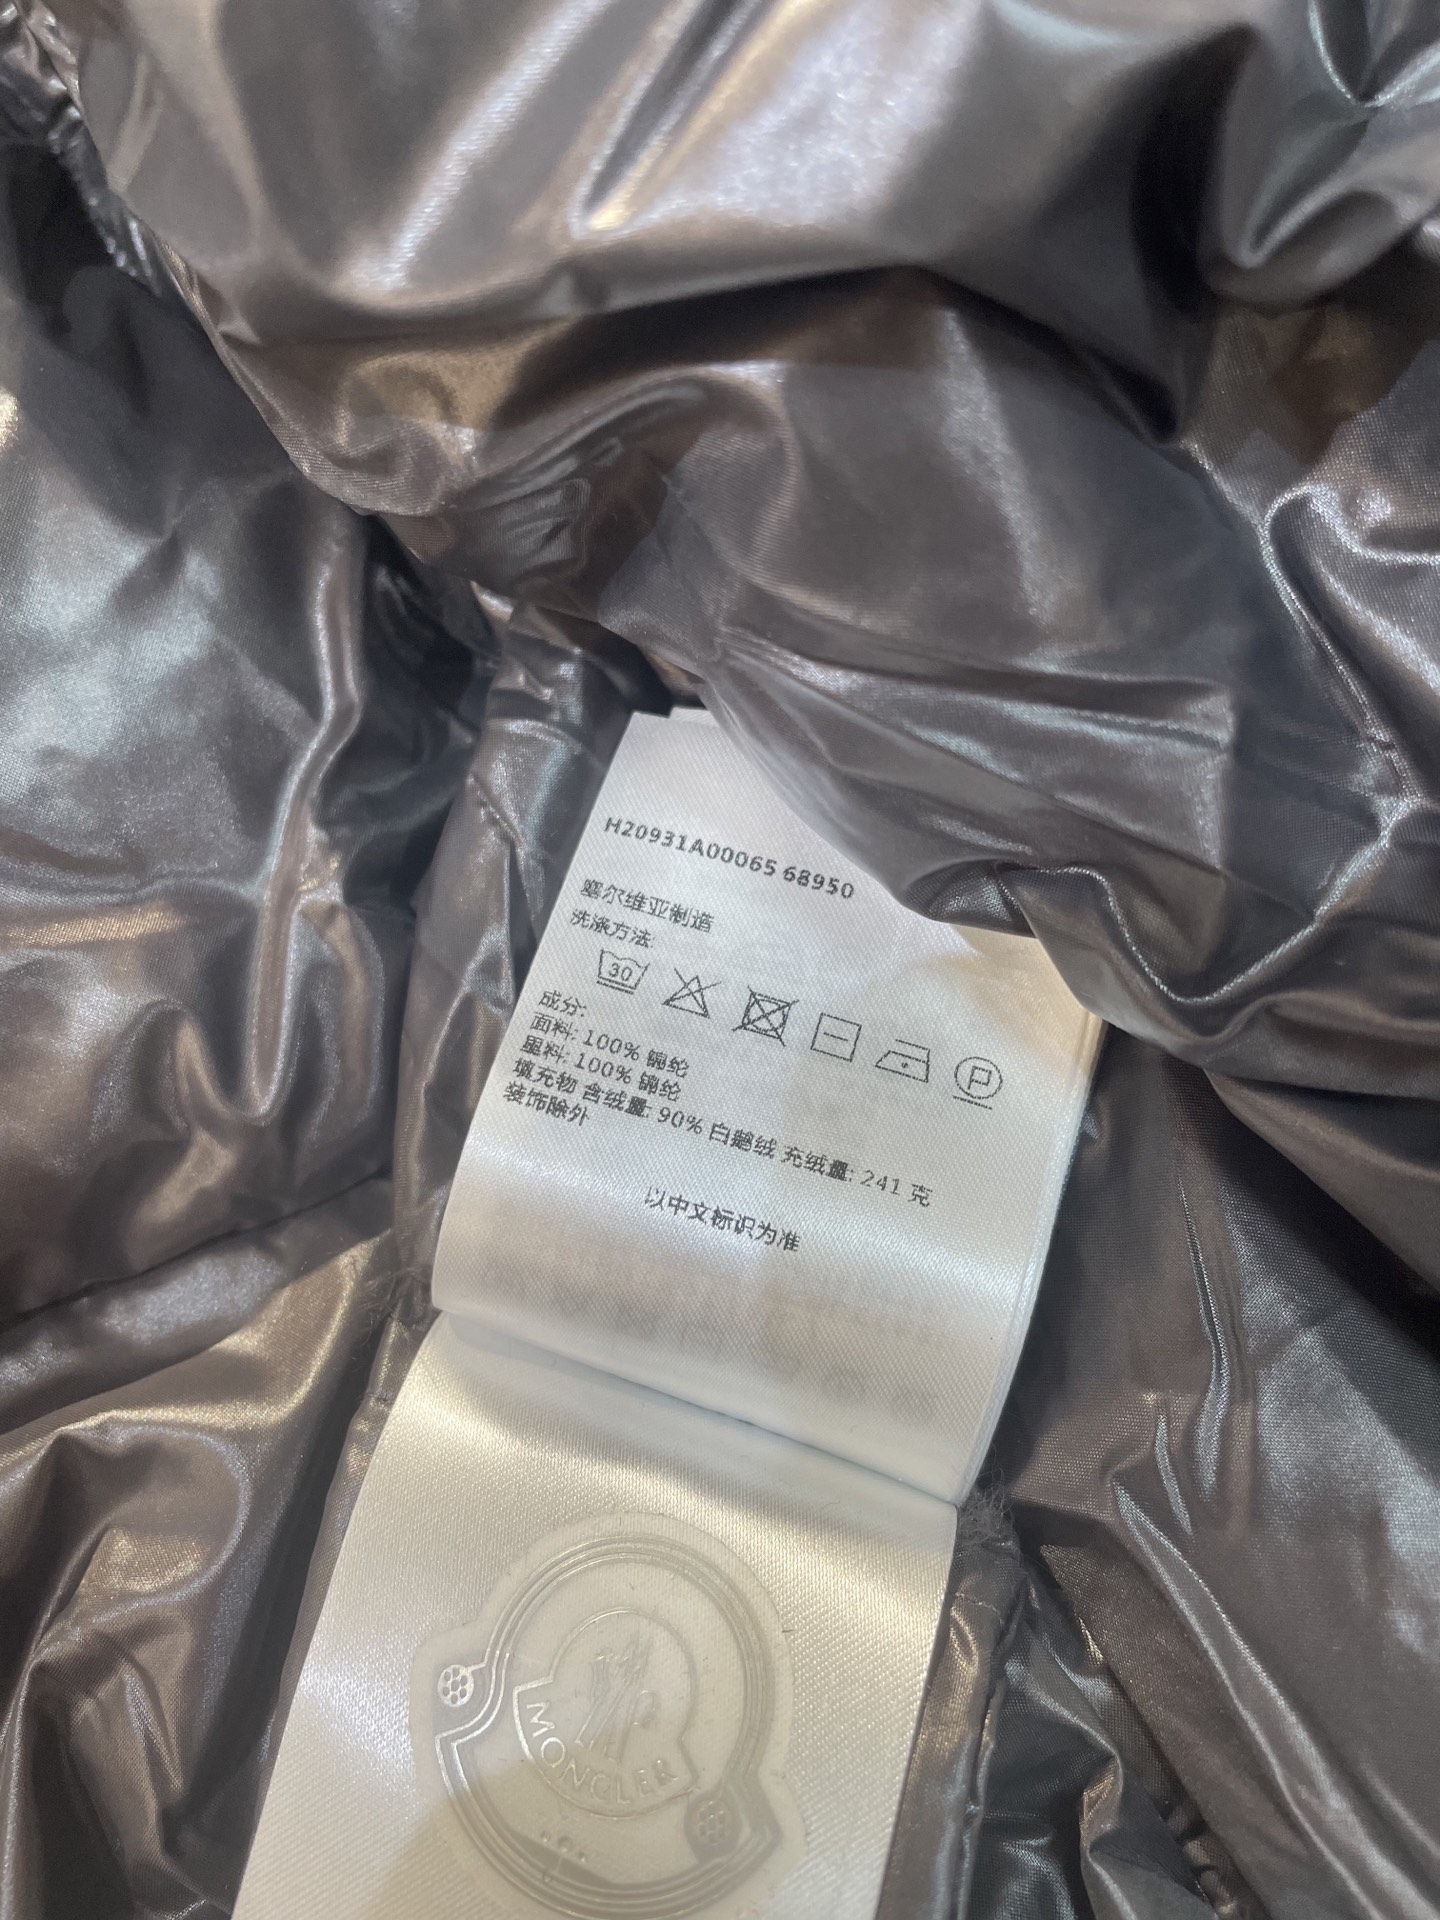 H20931A00065 68950
塞尔维亚制造
洗涤方法:
30
P
成分:
面料: 100% 锦纶
里料: 100% 锦纶
填充物 含绒量: 90% 白鹅绒 充绒量: 241 克
装饰除外
以中文标识为准
MONCLER